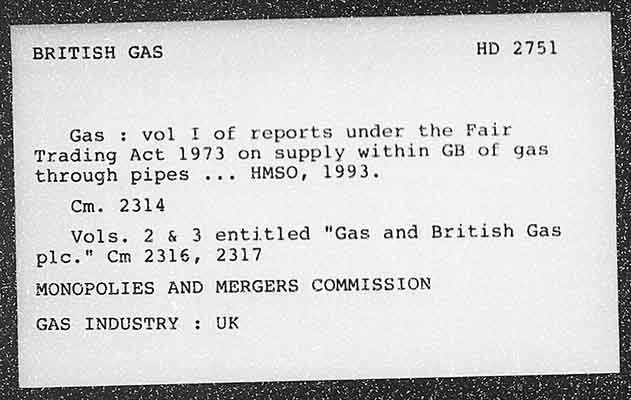 BRITISH GAS HD 2751
Gas : vol I of reports under the Fair
Trading Act 1973 on supply within GB of gas
through pipes ... HMSO, 1993.
Cm. 2314
Vols. 2 & 3 entitled "Gas and British Gas
plc." Cm 2316, 2317
MONOPOLIES AND MERGERS COMMISSION
GAS INDUSTRY : UK